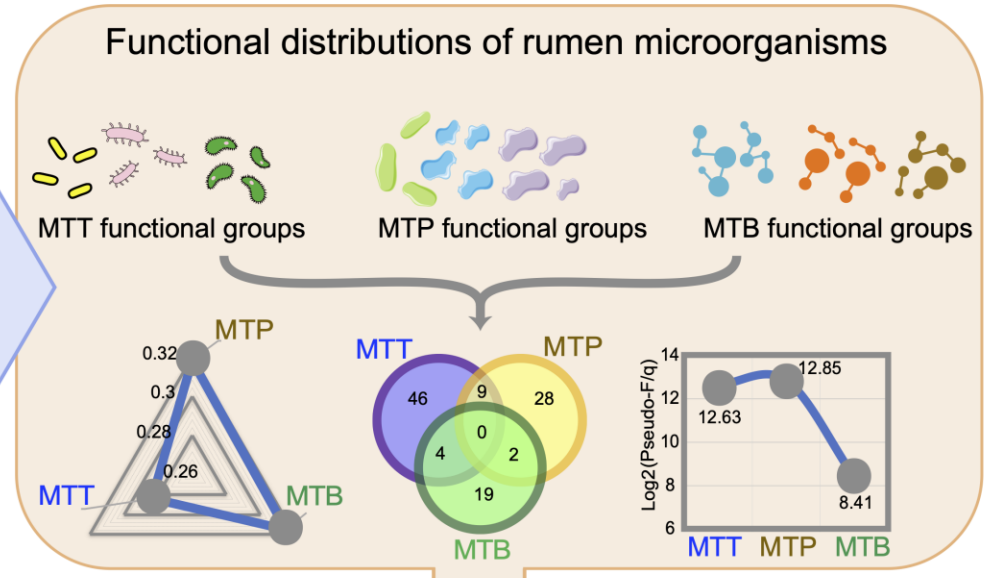 Functional distributions of rumen microorganisms
MTT functional groups
MTP functional groups
MTB functional groups
MTP
0.32
0.3
0.28
0.26
MTT
MTB
MTT
MTP
46
9
28
0
4
2
19
MTB
Log2(Pseudo-F/q)
14
12
10
8
6
12.63
12.85
8.41
MTT
MTP
MTB